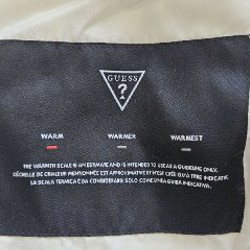 GUESS
?
WARM WARMER WARMEST
THE WARMTH SCALE IS AN ESTIMATE AND IS INTENDED TO BE USED AS A GUIDELINE ONLY.
L'ÉCHELLE DE CHALEUR MENTIONNÉE EST APPROXIMATIVE ET N'EST CITÉE QU'À TITRE INDICATIF.
LA SCALA TERMICA È DA CONSIDERARSI SOLO COME UNA GUIDA INDICATIVA.